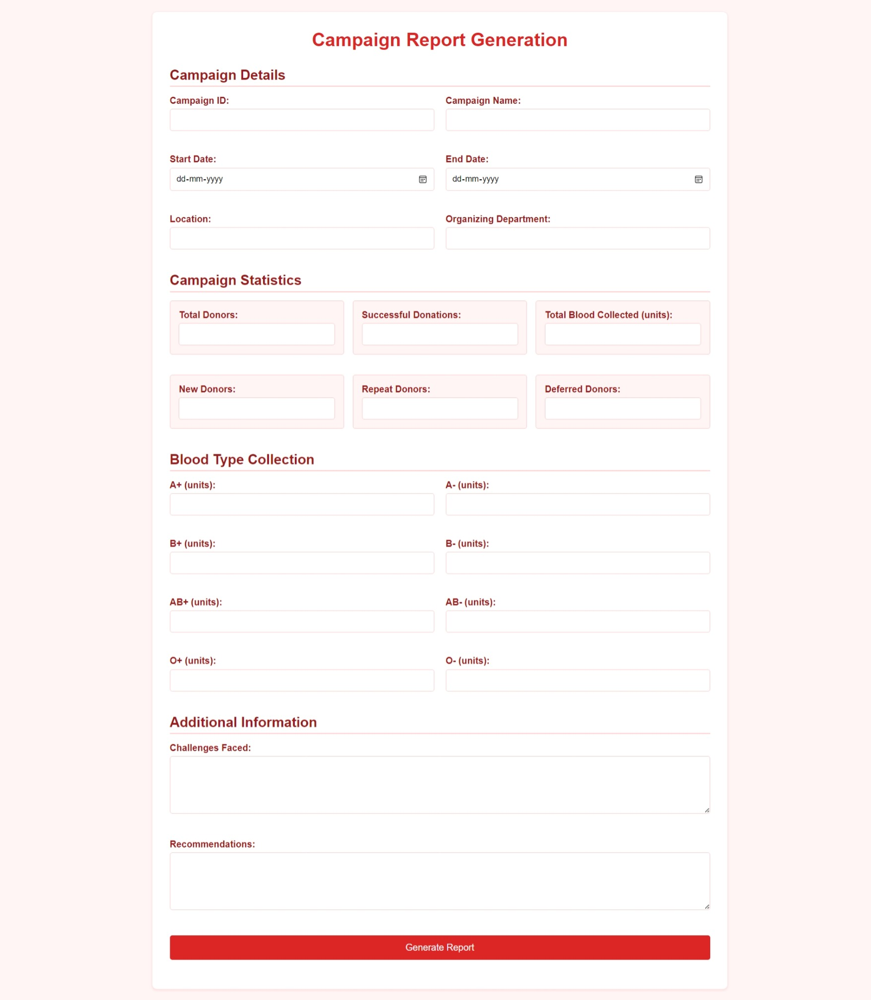 Campaign Report Generation
Campaign Details
Campaign ID:
Campaign Name:
Start Date:
End Date:
dd-mm-yyyy
dd-mm-yyyy
Location:
Organizing Department:
Campaign Statistics
Total Donors:
Successful Donations:
Total Blood Collected (units):
New Donors:
Repeat Donors:
Deferred Donors:
Blood Type Collection
A+ (units):
A- (units):
B+ (units):
B- (units):
AB+ (units):
AB- (units):
O+ (units):
O- (units):
Additional Information
Challenges Faced:
Recommendations:
Generate Report